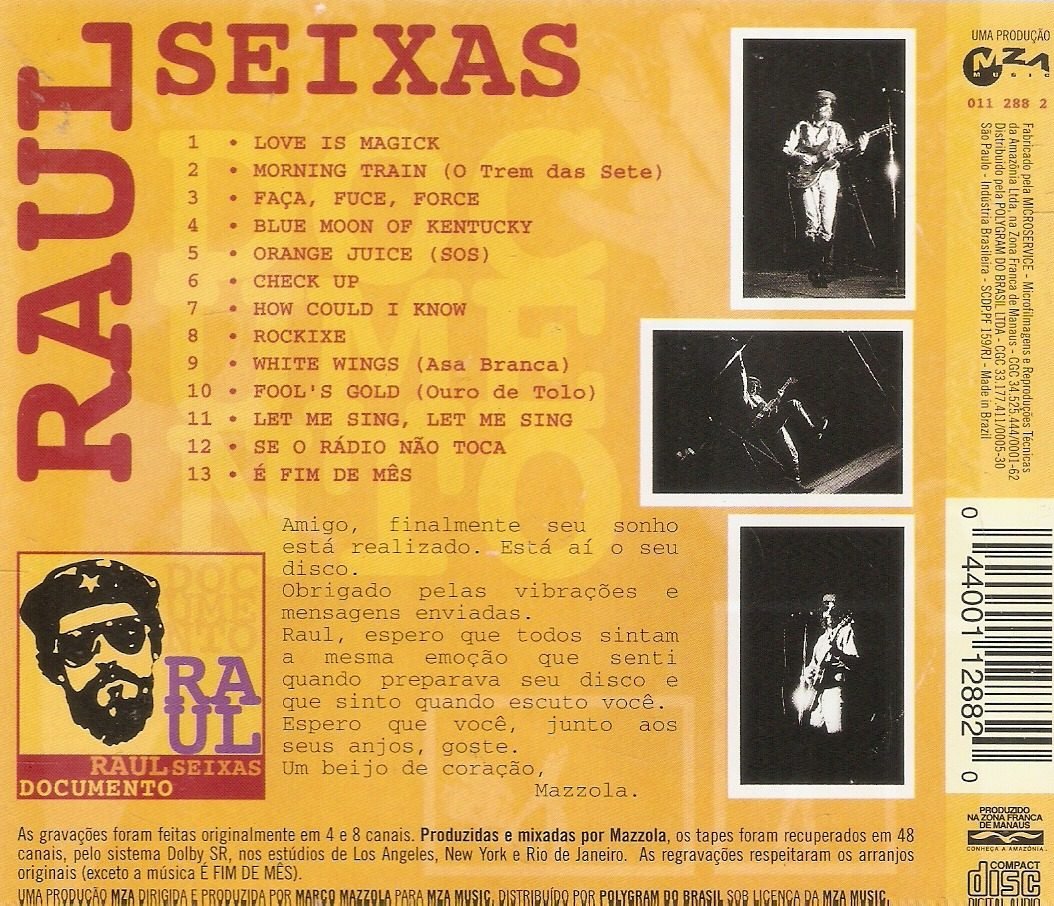 RAUL
SEIXAS
1 • LOVE IS MAGICK
2 • MORNING TRAIN (O Trem das Sete)
3 • FAÇA, FUCE, FORCE
4 • BLUE MOON OF KENTUCKY
5 • ORANGE JUICE (SOS)
6 • CHECK UP
7 • HOW COULD I KNOW
8 • ROCKIXE
9 • WHITE WINGS (Asa Branca)
10 • FOOL'S GOLD (Ouro de Tolo)
11 • LET ME SING, LET ME SING
12 • SE O RÁDIO NÃO TOCA
13 • É FIM DE MÊS
Amigo, finalmente seu sonho
está realizado. Está aí o seu
disco.
Obrigado pelas vibrações e
mensagens enviadas.
Raul, espero que todos sintam
a mesma emoção que senti
quando preparava seu disco e
que sinto quando escuto você.
Espero que você, junto aos
seus anjos, goste.
Um beijo de coração,
Mazzola.
DOC
UME
NTO
RA
UL
RAUL SEIXAS
DOCUMENTO
As gravações foram feitas originalmente em 4 e 8 canais. Produzidas e mixadas por Mazzola, os tapes foram recuperados em 48
canais, pelo sistema Dolby SR, nos estúdios de Los Angeles, New York e Rio de Janeiro. As regravações respeitaram os arranjos
originais (exceto a música É FIM DE MÊS).
UMA PRODUÇÃO MZA DIRIGIDA E PRODUZIDA POR MARCO MAZZOLA PARA MZA MUSIC, DISTRIBUÍDO POR POLYGRAM DO BRASIL SOB LICENÇA DA MZA MUSIC.
UMA PRODUÇÃO
MZA
MUSIC
011 288 2
Fabricado pela MICROSERVICE - Microfilmagens e Reproduções Técnicas
da Amazônia Ltda, na Zona Franca de Manaus - CGC 34.525.444/0001-62
Distribuído pela POLYGRAM DO BRASIL LTDA - CGC 33.177.411/0005-30
São Paulo - Indústria Brasileira - SCDP.PF 159/RJ - Made in Brazil
0 44001 12882 0
PRODUZIDO
NA ZONA FRANCA
DE MANAUS
CONHEÇA A AMAZÔNIA.
COMPACT
disc
DIGITAL AUDIO